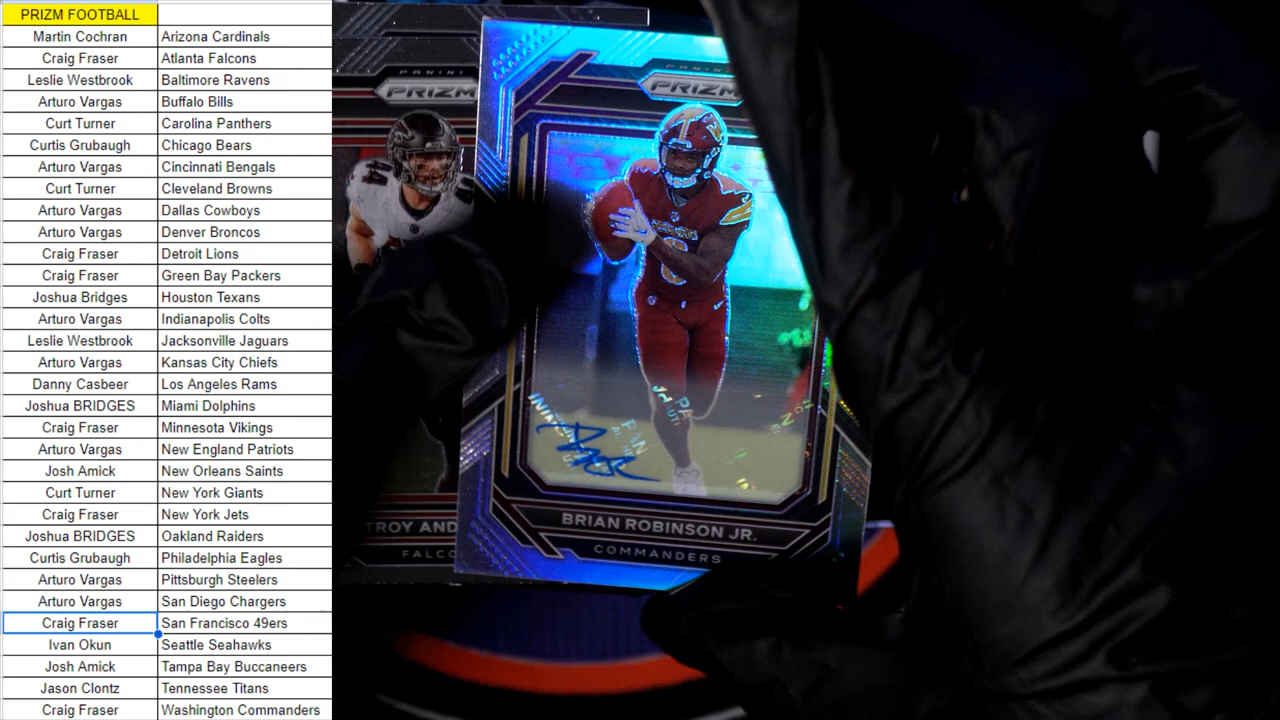 PRIZM FOOTBALL
Martin Cochran Arizona Cardinals
Craig Fraser Atlanta Falcons
Leslie Westbrook Baltimore Ravens
Arturo Vargas Buffalo Bills
Curt Turner Carolina Panthers
Curtis Grubaugh Chicago Bears
Arturo Vargas Cincinnati Bengals
Curt Turner Cleveland Browns
Arturo Vargas Dallas Cowboys
Arturo Vargas Denver Broncos
Craig Fraser Detroit Lions
Craig Fraser Green Bay Packers
Joshua Bridges Houston Texans
Arturo Vargas Indianapolis Colts
Leslie Westbrook Jacksonville Jaguars
Arturo Vargas Kansas City Chiefs
Danny Casbeer Los Angeles Rams
Joshua BRIDGES Miami Dolphins
Craig Fraser Minnesota Vikings
Arturo Vargas New England Patriots
Josh Amick New Orleans Saints
Curt Turner New York Giants
Craig Fraser New York Jets
Joshua BRIDGES Oakland Raiders
Curtis Grubaugh Philadelphia Eagles
Arturo Vargas Pittsburgh Steelers
Arturo Vargas San Diego Chargers
Craig Fraser San Francisco 49ers
Ivan Okun Seattle Seahawks
Josh Amick Tampa Bay Buccaneers
Jason Clontz Tennessee Titans
Craig Fraser Washington Commanders
PANINI
PRIZM
44
TROY AND
FALCO
PANINI
PRIZM
8
BRIAN ROBINSON JR.
COMMANDERS